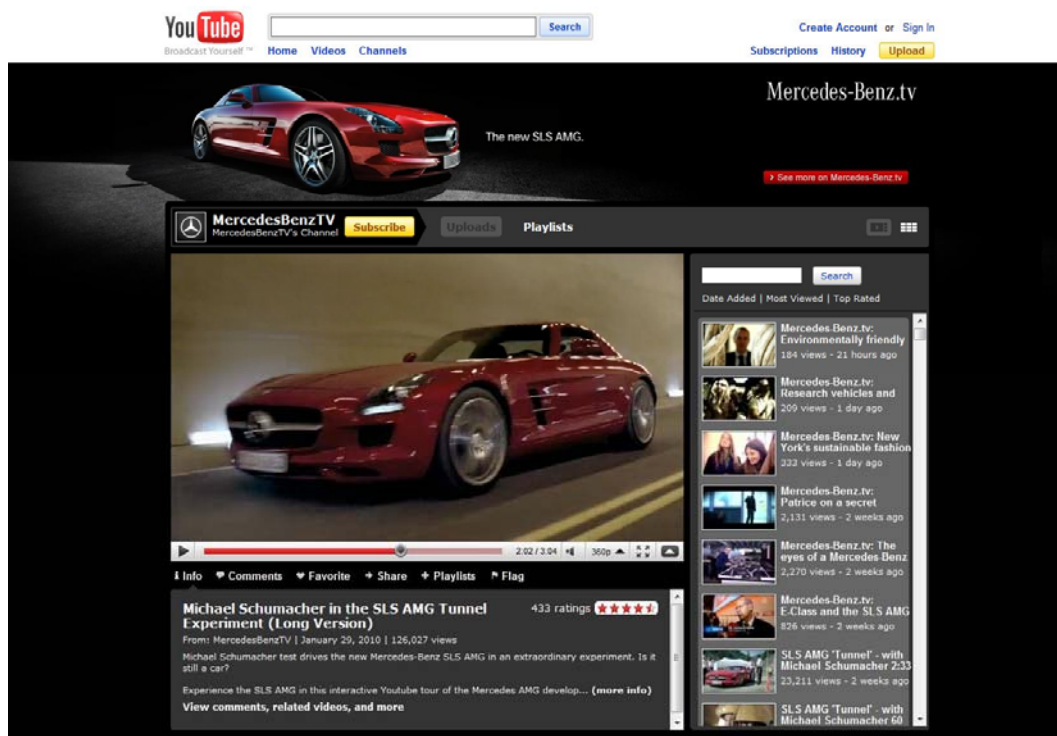 You Tube
Broadcast Yourself ™
Search
Home Videos Channels
Create Account or Sign In
Subscriptions History Upload
Mercedes-Benz.tv
The new SLS AMG.
See more on Mercedes-Benz.tv
MercedesBenzTV
MercedesBenzTV's Channel
Subscribe
Uploads
Playlists
2:02 / 3:04 360p
Info Comments Favorite Share Playlists Flag
Michael Schumacher in the SLS AMG Tunnel
Experiment (Long Version)
433 ratings
From: MercedesBenzTV | January 29, 2010 | 126,027 views
Michael Schumacher test drives the new Mercedes-Benz SLS AMG in an extraordinary experiment. Is it
still a car?
Experience the SLS AMG in this interactive Youtube tour of the Mercedes AMG develop... (more info)
View comments, related videos, and more
Search
Date Added | Most Viewed | Top Rated
Mercedes-Benz.tv:
Environmentally friendly
184 views - 21 hours ago
Mercedes-Benz.tv:
Research vehicles and
209 views - 1 day ago
Mercedes-Benz.tv: New
York's sustainable fashion
333 views - 1 day ago
Mercedes-Benz.tv:
Patrice on a secret
2,131 views - 2 weeks ago
Mercedes-Benz.tv: The
eyes of a Mercedes-Benz
2,270 views - 2 weeks ago
Mercedes-Benz.tv:
E-Class and the SLS AMG
826 views - 2 weeks ago
SLS AMG 'Tunnel' - with
Michael Schumacher 2:33
23,211 views - 2 weeks ago
SLS AMG 'Tunnel' - with
Michael Schumacher 60